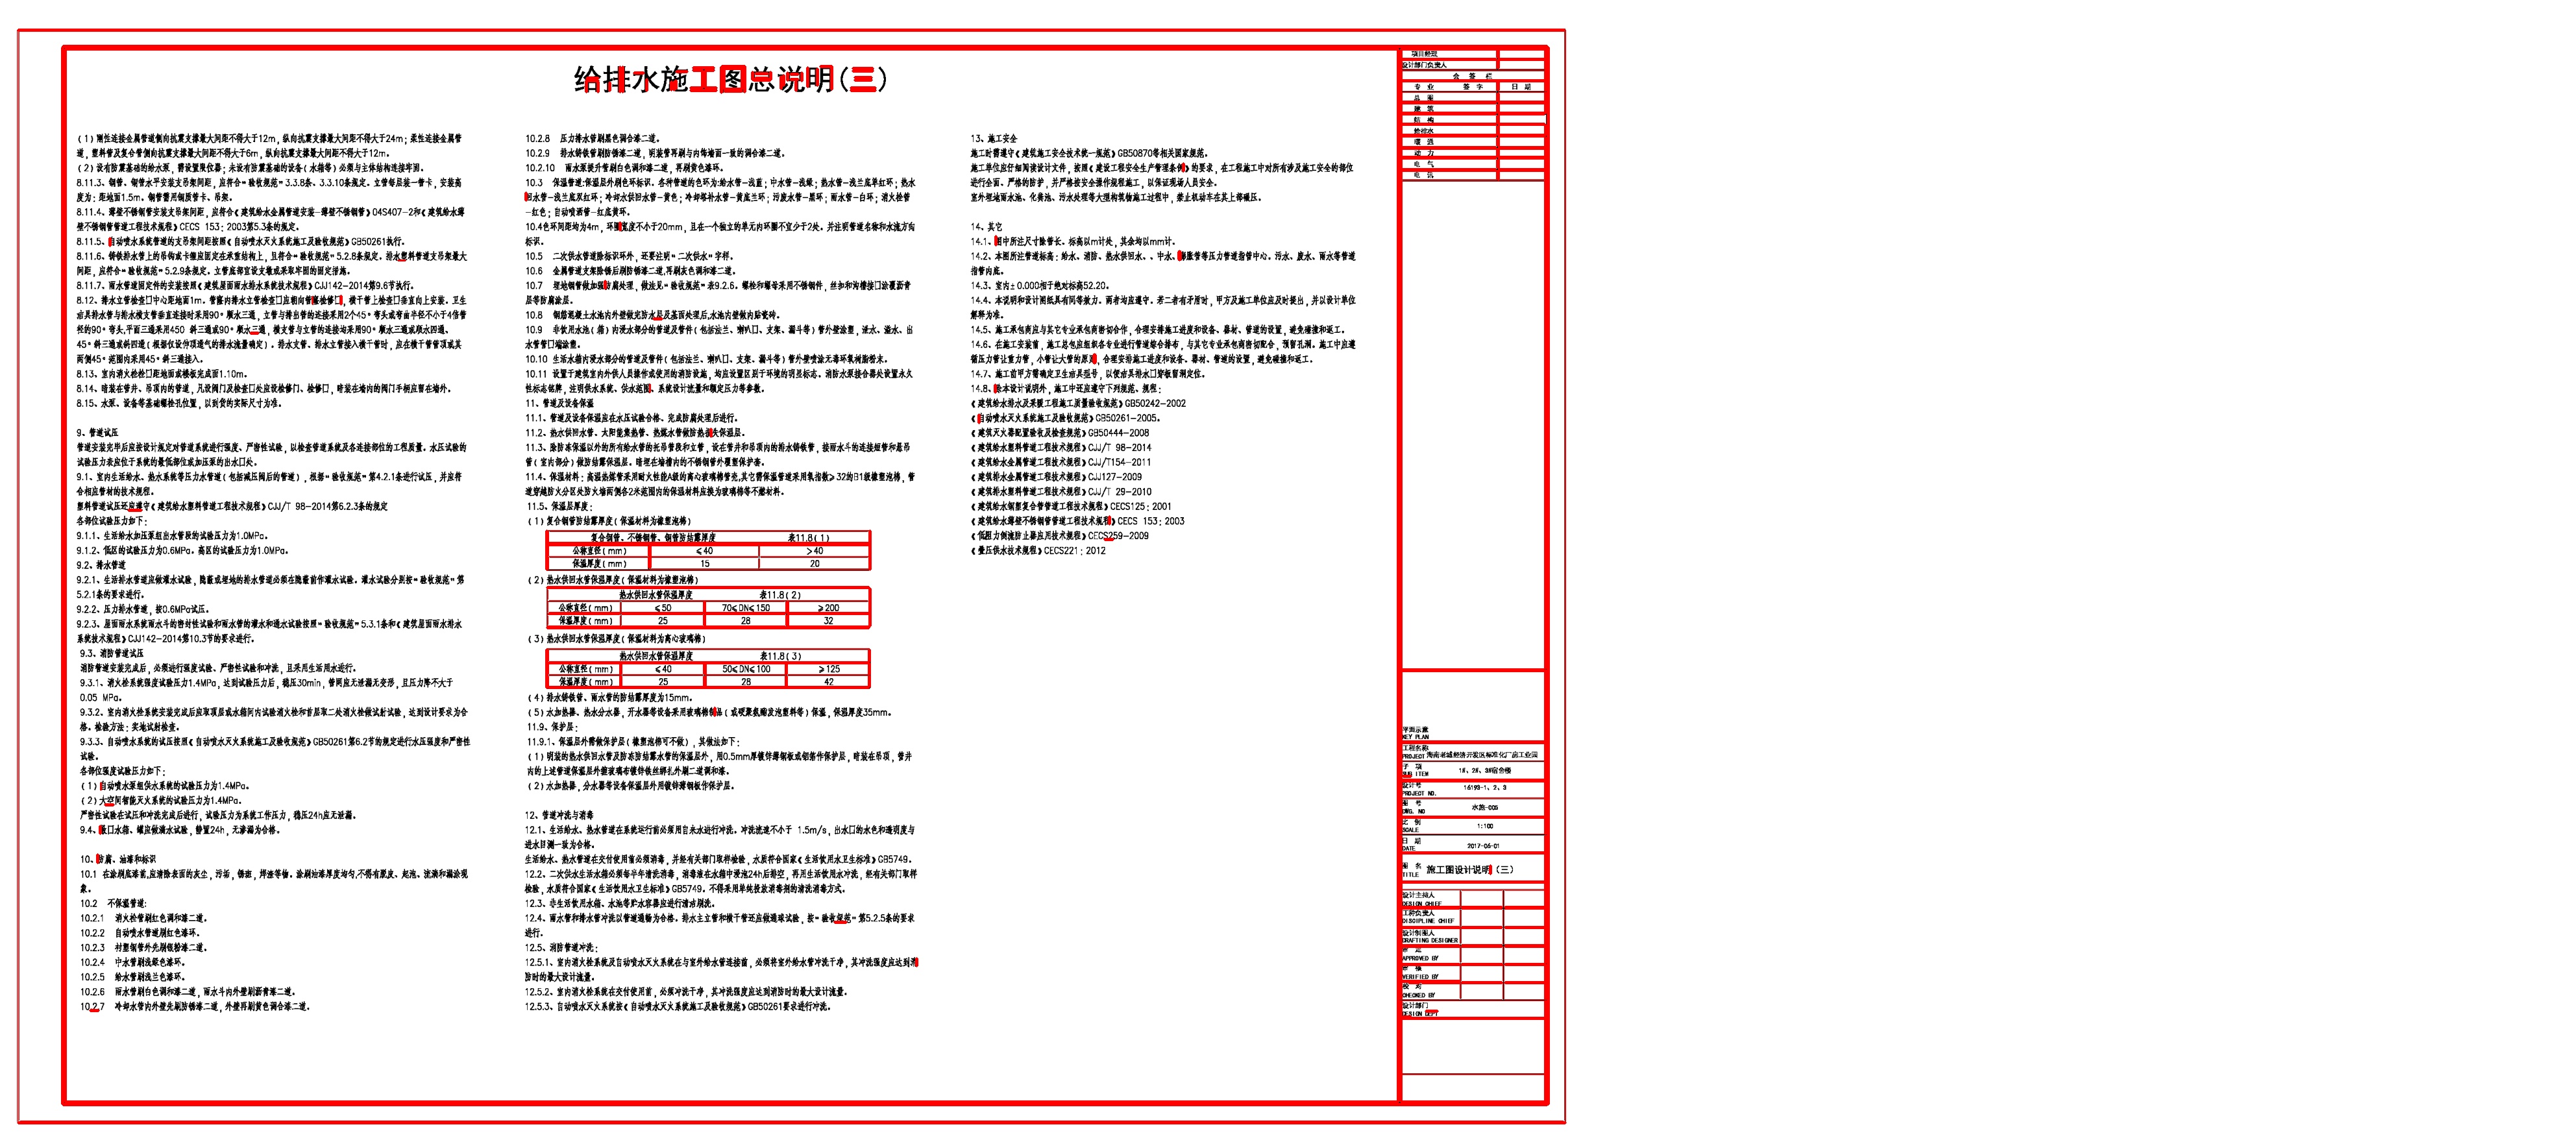 给排水施工图总说明(三)
(1)刚性连接金属管道侧向抗震支撑最大间距不得大于12m,纵向抗震支撑最大间距不得大于24m;柔性连接金属管
道,塑料管及复合管侧向抗震支撑最大间距不得大于6m,纵向抗震支撑最大间距不得大于12m。
(2)设有防震基础的给水泵,需设置限位器;未设有防震基础的设备(水箱等)必须与主体结构连接牢固。
8.11.3、钢管、铜管水平安装支吊架间距,应符合"验收规范"3.3.8条、3.3.10条规定。立管每层装一管卡,安装高
度为:距地面1.5m。铜管需用铜质管卡、吊架。
8.11.4、薄壁不锈钢管安装支吊架间距,应符合《建筑给水金属管道安装-薄壁不锈钢管》04S407-2和《建筑给水薄
壁不锈钢管管道工程技术规程》CECS 153:2003第5.3条的规定。
8.11.5、自动喷水系统管道的支吊架间距按照《自动喷水灭火系统施工及验收规范》GB50261执行。
8.11.6、铸铁排水管上的吊钩或卡箍应固定在承重结构上,且符合"验收规范"5.2.8条规定。排水塑料管道支吊架最大
间距,应符合"验收规范"5.2.9条规定。立管底部宜设支墩或采取牢固的固定措施。
8.11.7、雨水管道固定件的安装按照《建筑屋面雨水排水系统技术规程》CJJ142-2014第9.6节执行。
8.12、排水立管检查口中心距地面1m。管窿内排水立管检查口应朝向管窿检修门,横干管上检查口垂直向上安装。卫生
洁具排水管与排水横支管垂直连接时采用90°顺水三通,立管与排出管的连接采用2个45°弯头或弯曲半径不小于4倍管
径的90°弯头,平面三通采用450 斜三通或90°顺水三通,横支管与立管的连接均采用90°顺水三通或顺水四通、
45°斜三通或斜四通(根据仅设伸顶通气的排水流量确定)。排水支管、排水立管接入横干管时,应在横干管管顶或其
两侧45°范围内采用45°斜三通接入。
8.13、室内消火栓栓口距地面或楼板完成面1.10m。
8.14、暗装在管井、吊顶内的管道,凡设阀门及检查口处应设检修门、检修口,暗装在墙内的阀门手柄应留在墙外。
8.15、水泵、设备等基础螺栓孔位置,以到货的实际尺寸为准。
9、管道试压
管道安装完毕后应按设计规定对管道系统进行强度、严密性试验,以检查管道系统及各连接部位的工程质量。水压试验的
试验压力表应位于系统的最低部位或加压泵的出水口处。
9.1、室内生活给水、热水系统等压力水管道(包括减压阀后的管道),根据"验收规范"第4.2.1条进行试压,并应符
合相应管材的技术规程。
塑料管道试压还应遵守《建筑给水塑料管道工程技术规程》CJJ/T 98-2014第6.2.3条的规定
各部位试验压力如下:
9.1.1、生活给水加压泵组出水管段的试验压力为1.0MPa。
9.1.2、低区的试验压力为0.6MPa。高区的试验压力为1.0MPa。
9.2、排水管道
9.2.1、生活排水管道应做灌水试验,隐蔽或埋地的排水管道必须在隐蔽前作灌水试验。灌水试验分别按"验收规范"第
5.2.1条的要求进行。
9.2.2、压力排水管道,按0.6MPa试压。
9.2.3、屋面雨水系统雨水斗的密封性试验和雨水管的灌水和通水试验按照"验收规范"5.3.1条和《建筑屋面雨水排水
系统技术规程》CJJ142-2014第10.3节的要求进行。
9.3、消防管道试压
消防管道安装完成后,必须进行强度试验、严密性试验和冲洗,且采用生活用水进行。
9.3.1、消火栓系统强度试验压力1.4MPa,达到试验压力后,稳压30min,管网应无泄漏无变形,且压力降不大于
0.05 MPa。
9.3.2、室内消火栓系统安装完成后应取顶层或水箱间内试验消火栓和首层取二处消火栓做试射试验,达到设计要求为合
格。检验方法:实地试射检查。
9.3.3、自动喷水系统的试压按照《自动喷水灭火系统施工及验收规范》GB50261第6.2节的规定进行水压强度和严密性
试验。
各部位强度试验压力如下:
(1)自动喷水泵组供水系统的试验压力为1.4MPa。
(2)大空间智能灭火系统的试验压力为1.4MPa。
严密性试验在试压和冲洗完成后进行,试验压力为系统工作压力,稳压24h应无泄漏。
9.4、敞口水箱、罐应做满水试验,静置24h,无渗漏为合格。
10、防腐、油漆和标识
10.1 在涂刷底漆前,应清除表面的灰尘,污垢,锈斑,焊渣等物。涂刷油漆厚度均匀,不得有脱皮、起泡、流淌和漏涂现
象。
10.2 不保温管道:
10.2.1 消火栓管刷红色调和漆二道。
10.2.2 自动喷水管道刷红色漆环。
10.2.3 衬塑钢管外先刷银粉漆二道。
10.2.4 中水管刷浅绿色漆环。
10.2.5 给水管刷浅兰色漆环。
10.2.6 雨水管刷白色调和漆二道,雨水斗内外壁刷沥青漆二道。
10.2.7 冷却水管内外壁先刷防锈漆二道,外壁再刷黄色调合漆二道。
10.2.8 压力排水管刷黑色调合漆二道。
10.2.9 排水铸铁管刷防锈漆二道,明装管再刷与内饰墙面一致的调合漆二道。
10.2.10 雨水泵提升管刷白色调和漆二道,再刷黄色漆环。
10.3 保温管道:保温层外刷色环标识。各种管道的色环为:给水管-浅蓝;中水管-浅绿;热水管-浅兰底单红环;热水
回水管-浅兰底双红环;冷却水供回水管-黄色;冷却塔补水管-黄底兰环;污废水管-黑环;雨水管-白环;消火栓管
-红色;自动喷洒管-红底黄环。
10.4色环间距均为4m,环圈宽度不小于20mm,且在一个独立的单元内环圈不宜少于2处。并注明管道名称和水流方向
标识。
10.5 二次供水管道除标识环外,还要注明"二次供水"字样。
10.6 金属管道支架除锈后刷防锈漆二道,再刷灰色调和漆二道。
10.7 埋地钢管做加强防腐处理,做法见"验收规范"表9.2.6。螺栓和螺母采用不锈钢件,丝扣和沟槽接口涂覆沥青
层等防腐涂层。
10.8 钢筋混凝土水池内外壁做完防水层及基面处理后,水池内壁做内贴瓷砖。
10.9 非饮用水池(箱)内浸水部分的管道及管件(包括法兰、喇叭口、支架、漏斗等)管外壁涂塑,泄水、溢水、出
水管管口端涂塑。
10.10 生活水箱内浸水部分的管道及管件(包括法兰、喇叭口、支架、漏斗等)管外壁喷涂无毒环氧树脂粉末。
10.11 设置于建筑室内外供人员操作或使用的消防设施,均应设置区别于环境的明显标志。消防水泵接合器处设置永久
性标志铭牌,注明供水系统、供水范围、系统设计流量和额定压力等参数。
11、管道及设备保温
11.1、管道及设备保温应在水压试验合格、完成防腐处理后进行。
11.2、热水供回水管、太阳能集热管、热媒水管做防热损失保温层。
11.3、除防冻保温以外的所有给水管的托吊管段和立管,设在管井和吊顶内的排水铸铁管,接雨水斗的连接短管和悬吊
管(室内部分)做防结露保温层。暗埋在墙槽内的不锈钢管外覆塑保护套。
11.4、保温材料:高温热媒管采用耐火性能A级的离心玻璃棉管壳,其它需保温管道采用氧指数≥32的B1级橡塑泡棉,管
道穿越防火分区处防火墙两侧各2米范围内的保温材料应换为玻璃棉等不燃材料。
11.5、保温层厚度:
(1)复合钢管防结露厚度(保温材料为橡塑泡棉)
复合钢管、不锈钢管、铜管防结露厚度 表11.8(1)
公称直径(mm) ≤40 >40
保温厚度(mm) 15 20
(2)热水供回水管保温厚度(保温材料为橡塑泡棉)
热水供回水管保温厚度 表11.8(2)
公称直径(mm) ≤50 70≤DN≤150 ≥200
保温厚度(mm) 25 28 32
(3)热水供回水管保温厚度(保温材料为离心玻璃棉)
热水供回水管保温厚度 表11.8(3)
公称直径(mm) ≤40 50≤DN≤100 ≥125
保温厚度(mm) 25 28 42
(4)排水铸铁管、雨水管的防结露厚度为15mm。
(5)水加热器、热水分水器,开水器等设备采用玻璃棉制品(或硬聚氨酯发泡塑料等)保温,保温厚度35mm。
11.9、保护层:
11.9.1、保温层外需做保护层(橡塑泡棉可不做),其做法如下:
(1)明装的热水供回水管及防冻防结露水管的保温层外,用0.5mm厚镀锌薄钢板或铝箔作保护层,暗装在吊顶,管井
内的上述管道保温层外缠玻璃布镀锌铁丝绑扎外刷二道调和漆。
(2)水加热器,分水器等设备保温层外用镀锌薄钢板作保护层。
12、管道冲洗与消毒
12.1、生活给水、热水管道在系统运行前必须用自来水进行冲洗。冲洗流速不小于 1.5m/s,出水口的水色和透明度与
进水目测一致为合格。
生活给水、热水管道在交付使用前必须消毒,并经有关部门取样检验,水质符合国家《生活饮用水卫生标准》GB5749。
12.2、二次供水生活水箱必须每半年清洗消毒,消毒液在水箱中浸泡24h后排空,再用生活饮用水冲洗,经有关部门取样
检验,水质符合国家《生活饮用水卫生标准》GB5749。不得采用单纯投放消毒剂的清洗消毒方式。
12.3、非生活饮用水箱、水池等贮水容器应进行清洁刷洗。
12.4、雨水管和排水管冲洗以管道通畅为合格。排水主立管和横干管还应做通球试验,按"验收规范"第5.2.5条的要求
进行。
12.5、消防管道冲洗:
12.5.1、室内消火栓系统及自动喷水灭火系统在与室外给水管连接前,必须将室外给水管冲洗干净,其冲洗强度应达到消
防时的最大设计流量。
12.5.2、室内消火栓系统在交付使用前,必须冲洗干净,其冲洗强度应达到消防时的最大设计流量。
12.5.3、自动喷水灭火系统按《自动喷水灭火系统施工及验收规范》GB50261要求进行冲洗。
13、施工安全
施工时需遵守《建筑施工安全技术统一规范》GB50870等相关国家规范。
施工单位应仔细阅读设计文件,按照《建设工程安全生产管理条例》的要求,在工程施工中对所有涉及施工安全的部位
进行全面、严格的防护,并严格按安全操作规程施工,以保证现场人员安全。
室外埋地雨水池、化粪池、污水处理等大型构筑物施工过程中,禁止机动车在其上部碾压。
14、其它
14.1、图中所注尺寸除管长、标高以m计处,其余均以mm计。
14.2、本图所注管道标高:给水、消防、热水供回水、、中水、膨胀管等压力管道指管中心。污水、废水、雨水等管道
指管内底。
14.3、室内±0.000相于绝对标高52.20。
14.4、本说明和设计图纸具有同等效力。两者均应遵守。若二者有矛盾时,甲方及施工单位应及时提出,并以设计单位
解释为准。
14.5、施工承包商应与其它专业承包商密切合作,合理安排施工进度和设备、器材、管道的设置,避免碰撞和返工。
14.6、在施工安装前,施工总包应组织各专业进行管道综合排布,与其它专业承包商密切配合,预留孔洞。施工中应遵
循压力管让重力管,小管让大管的原则,合理安排施工进度和设备、器材、管道的设置,避免碰撞和返工。
14.7、施工前甲方需确定卫生洁具型号,以便洁具排水口穿板留洞定位。
14.8、除本设计说明外,施工中还应遵守下列规范、规程:
《建筑给水排水及采暖工程施工质量验收规范》GB50242-2002
《自动喷水灭火系统施工及验收规范》GB50261-2005。
《建筑灭火器配置验收及检查规范》GB50444-2008
《建筑给水塑料管道工程技术规程》CJJ/T 98-2014
《建筑给水金属管道工程技术规程》CJJ/T154-2011
《建筑排水金属管道工程技术规程》CJJ127-2009
《建筑排水塑料管道工程技术规程》CJJ/T 29-2010
《建筑给水钢塑复合管管道工程技术规程》CECS125:2001
《建筑给水薄壁不锈钢管管道工程技术规程》CECS 153:2003
《低阻力倒流防止器应用技术规程》CECS259-2009
《叠压供水技术规程》CECS221:2012
项目经理
设计部门负责人
会 签 栏
专 业 签 字 日 期
总 图
建 筑
结 构
给排水
暖 通
动 力
电 气
电 讯
平面示意
KEY PLAN
工程名称
PROJECT 海南老城经济开发区标准化厂房工业园
子 项
SUB ITEM 1#、2#、3#宿舍楼
设计号
PROJECT NO. 16193-1、2、3
图 号
DWG. NO 水施-005
比 例
SCALE 1:100
日 期
DATE 2017-06-01
图 名
TITLE 施工图设计说明(三)
设计主持人
DESIGN CHIEF
工种负责人
DISCIPLINE CHIEF
设计制图人
DRAFTING DESIGNER
审 定
APPROVED BY
审 核
VERIFIED BY
校 对
CHECKED BY
设计部门
DESIGN DEPT